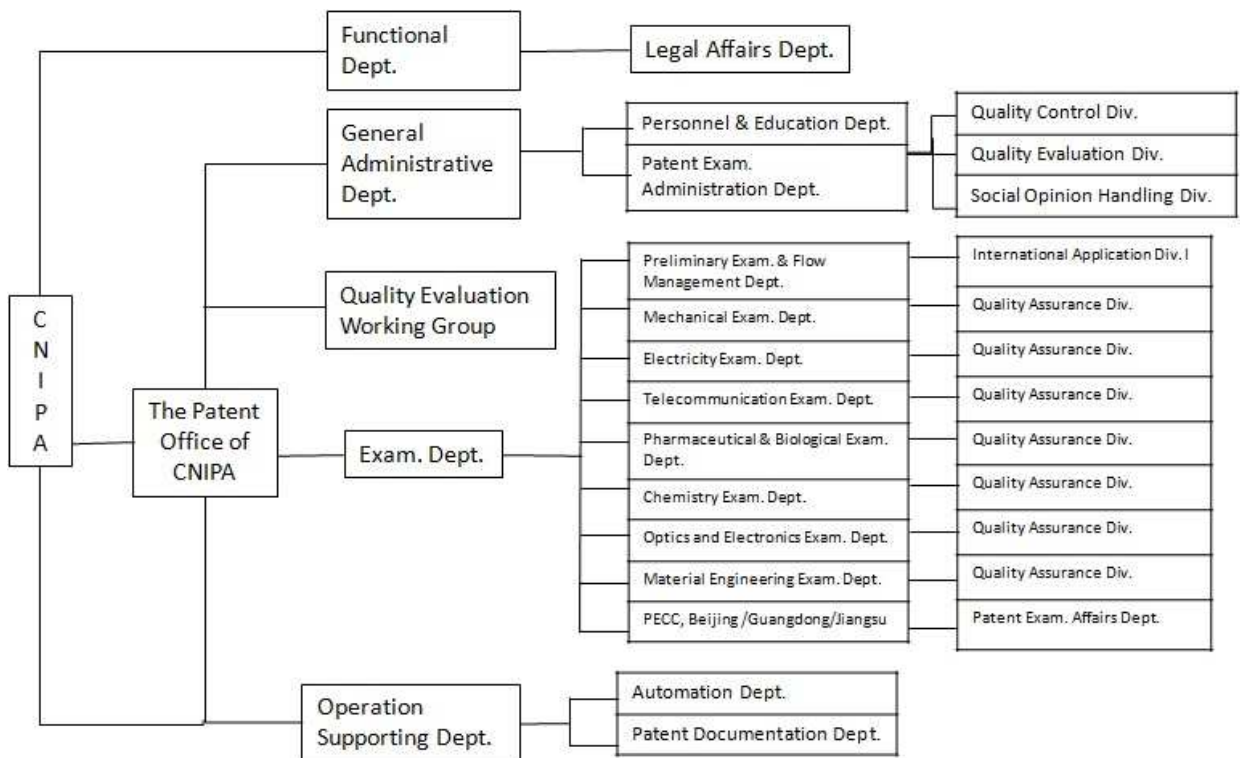 Functional
Dept.
Legal Affairs Dept.
General
Administrative
Dept.
Personnel & Education Dept.
Patent Exam.
Administration Dept.
Quality Control Div.
Quality Evaluation Div.
Social Opinion Handling Div.
C
N
I
P
A
The Patent
Office of
CNIPA
Quality Evaluation
Working Group
Exam. Dept.
Preliminary Exam. & Flow
Management Dept.
International Application Div. I
Mechanical Exam. Dept.
Quality Assurance Div.
Electricity Exam. Dept.
Quality Assurance Div.
Telecommunication Exam. Dept.
Quality Assurance Div.
Pharmaceutical & Biological Exam.
Dept.
Quality Assurance Div.
Chemistry Exam. Dept.
Quality Assurance Div.
Optics and Electronics Exam. Dept.
Quality Assurance Div.
Material Engineering Exam. Dept.
Quality Assurance Div.
PECC, Beijing /Guangdong/Jiangsu
Patent Exam. Affairs Dept.
Operation
Supporting Dept.
Automation Dept.
Patent Documentation Dept.